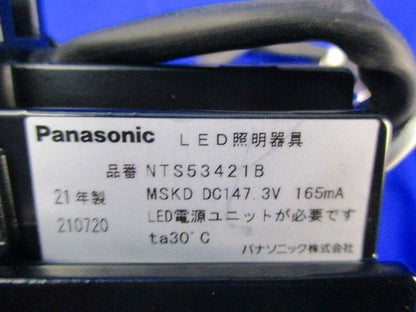 Panasonic LED照明器具
品番 NTS53421B
21年製 MSKD DC147.3V 165mA
210720 LED電源ユニットが必要です
ta30°C
パナソニック株式会社